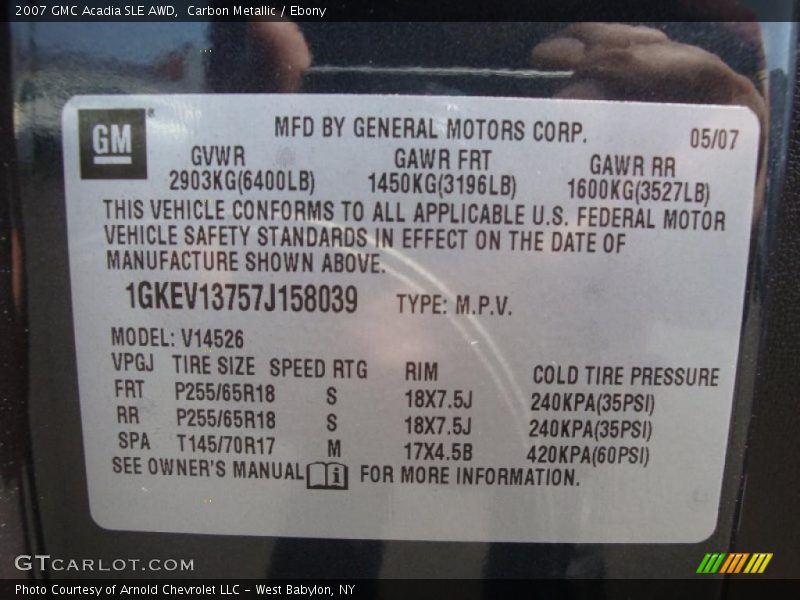 2007 GMC Acadia SLE AWD,  Carbon Metallic / Ebony
GM
MFD BY GENERAL MOTORS CORP. 05/07
GVWR GAWR FRT GAWR RR
2903KG(6400LB) 1450KG(3196LB) 1600KG(3527LB)
THIS VEHICLE CONFORMS TO ALL APPLICABLE U.S. FEDERAL MOTOR
VEHICLE SAFETY STANDARDS IN EFFECT ON THE DATE OF
MANUFACTURE SHOWN ABOVE.
1GKEV13757J158039 TYPE: M.P.V.
MODEL: V14526
VPGJ TIRE SIZE SPEED RTG RIM COLD TIRE PRESSURE
FRT P255/65R18 S 18X7.5J 240KPA(35PSI)
RR P255/65R18 S 18X7.5J 240KPA(35PSI)
SPA T145/70R17 M 17X4.5B 420KPA(60PSI)
SEE OWNER'S MANUAL i FOR MORE INFORMATION.
GTCARLOT.COM
Photo Courtesy of Arnold Chevrolet LLC - West Babylon, NY